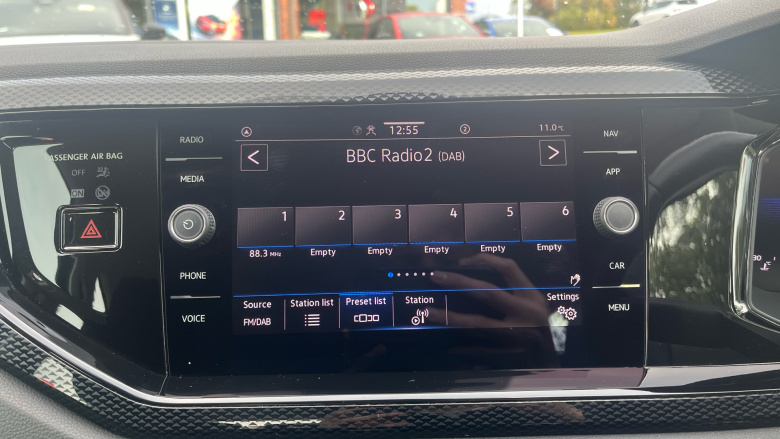 PASSENGER AIR BAG
OFF
ON
RADIO
MEDIA
PHONE
VOICE
12:55
2
11.0°C
<
BBC Radio2 (DAB)
>
1 2 3 4 5 6
88.3 MHz Empty Empty Empty Empty Empty
Source Station list Preset list Station Settings
FM/DAB
NAV
APP
CAR
MENU